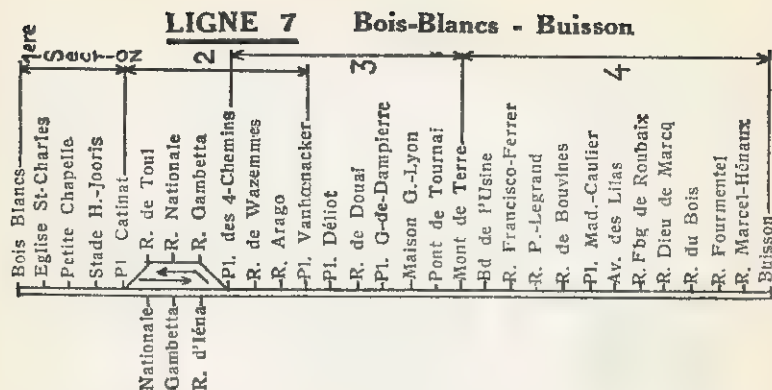 LIGNE 7 Bois-Blancs - Buisson
1ere
Section
2
3
4
Bois Blancs
Eglise St-Charles
Petite Chapelle
Stade H.-Jooris
Pl Catinat
R. de Toul
R. Nationale
R. Gambetta
Pl. des 4-Chemins
R. de Wazemmes
R. Arago
Pl. Vanhœnacker
Pl. Déliot
R. de Douai
Pl. G-de-Dampierre
Maison G.-Lyon
Pont de Tournai
Mont de Terre
Bd de l'Usine
R. Francisco-Ferrer
R. P.-Legrand
R. de Bouvines
Pl. Mad.-Caulier
Av. des Lilas
R. Fbg de Roubaix
R. Dieu de Marcq
R. du Bois
R. Fourmentel
R. Marcel-Hénaux
Buisson
Nationale
Gambetta
R. d'Iéna